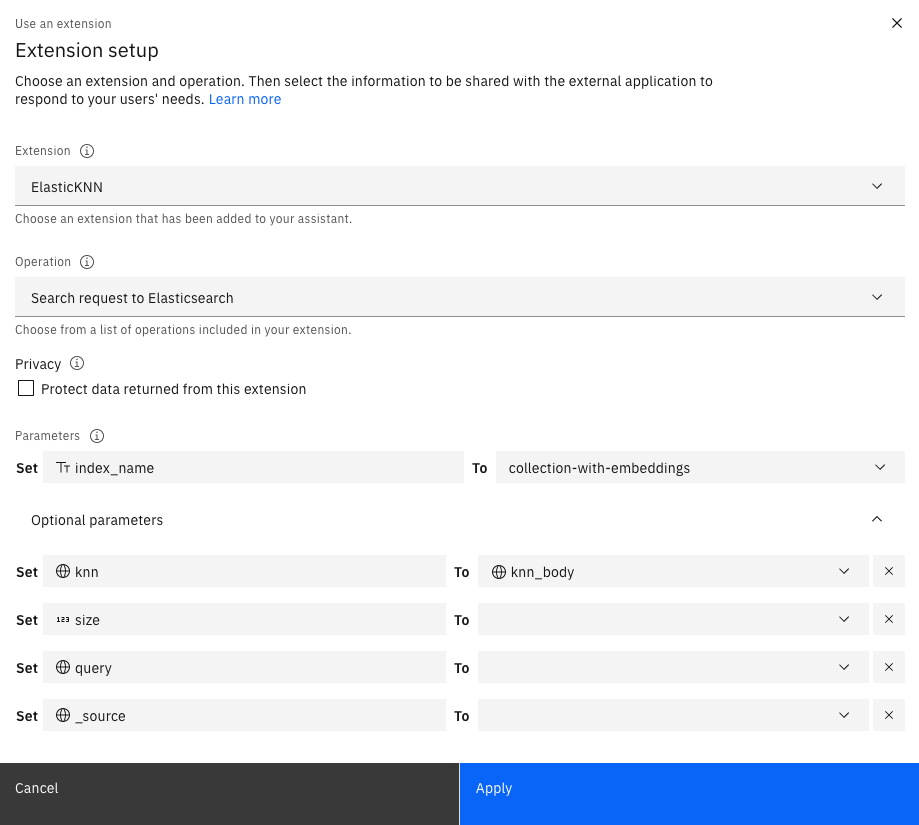 Use an extension
Extension setup
Choose an extension and operation. Then select the information to be shared with the external application to
respond to your users' needs. Learn more
Extension
ElasticKNN
Choose an extension that has been added to your assistant.
Operation
Search request to Elasticsearch
Choose from a list of operations included in your extension.
Privacy
Protect data returned from this extension
Parameters
Set Tт index_name To collection-with-embeddings
Optional parameters
Set knn To knn_body
Set 123 size To
Set query To
Set _source To
Cancel Apply